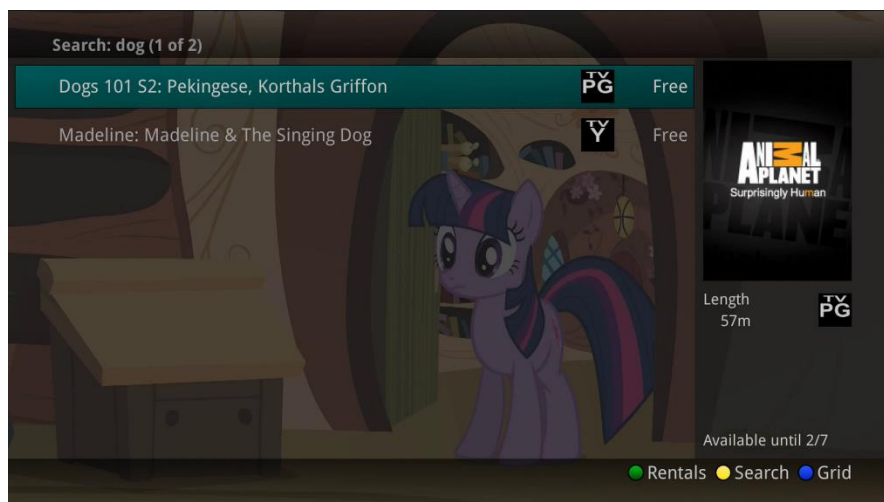 Search: dog (1 of 2)
Dogs 101 S2: Pekingese, Korthals Griffon TV PG Free
Madeline: Madeline & The Singing Dog TV Y Free
ANIMAL
PLANET
Surprisingly Human
Length TV PG
57m
Available until 2/7
Rentals Search Grid